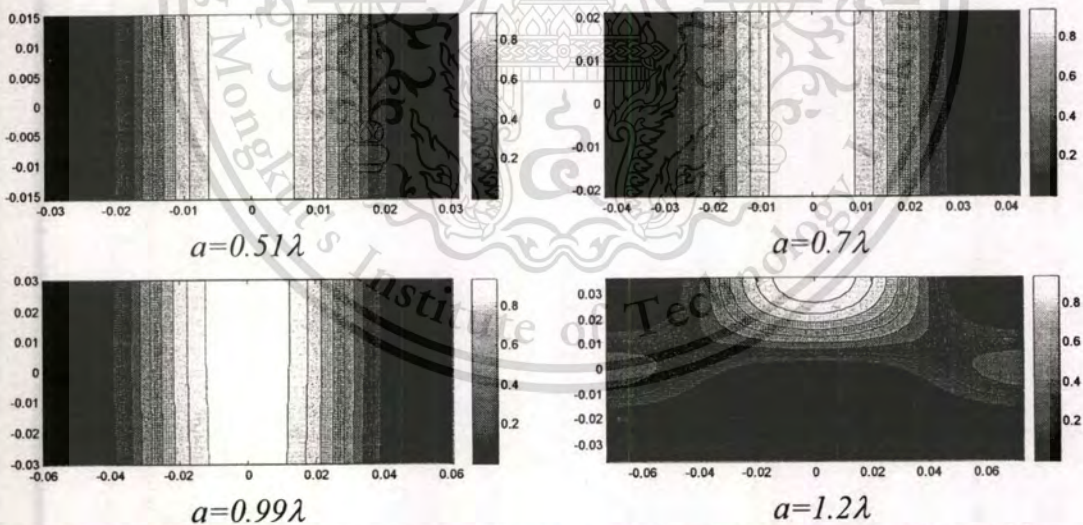 0.015 0.01 0.005 0 -0.005 -0.01 -0.015
-0.03 -0.02 -0.01 0 0.01 0.02 0.03
0.8 0.6 0.4 0.2
a=0.51λ
0.02 0.01 0 -0.01 -0.02
-0.04 -0.03 -0.02 -0.01 0 0.01 0.02 0.03 0.04
0.8 0.6 0.4 0.2
a=0.7λ
0.03 0.02 0.01 0 -0.01 -0.02 -0.03
-0.06 -0.04 -0.02 0 0.02 0.04 0.06
0.8 0.6 0.4 0.2
a=0.99λ
0.03 0.02 0.01 0 -0.01 -0.02 -0.03
-0.06 -0.04 -0.02 0 0.02 0.04 0.06
0.8 0.6 0.4 0.2
a=1.2λ
Mongkut's Institute of Technology